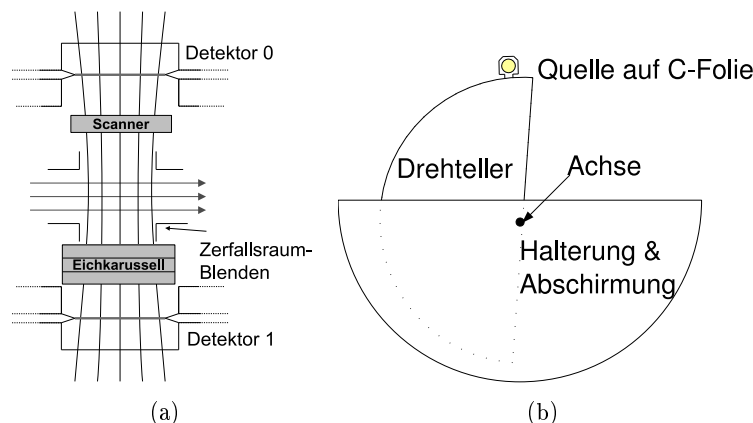 Detektor 0
Scanner
Zerfallsraum-
Blenden
Eichkarussell
Detektor 1
(a)
Quelle auf C-Folie
Drehteller
Achse
Halterung &
Abschirmung
(b)